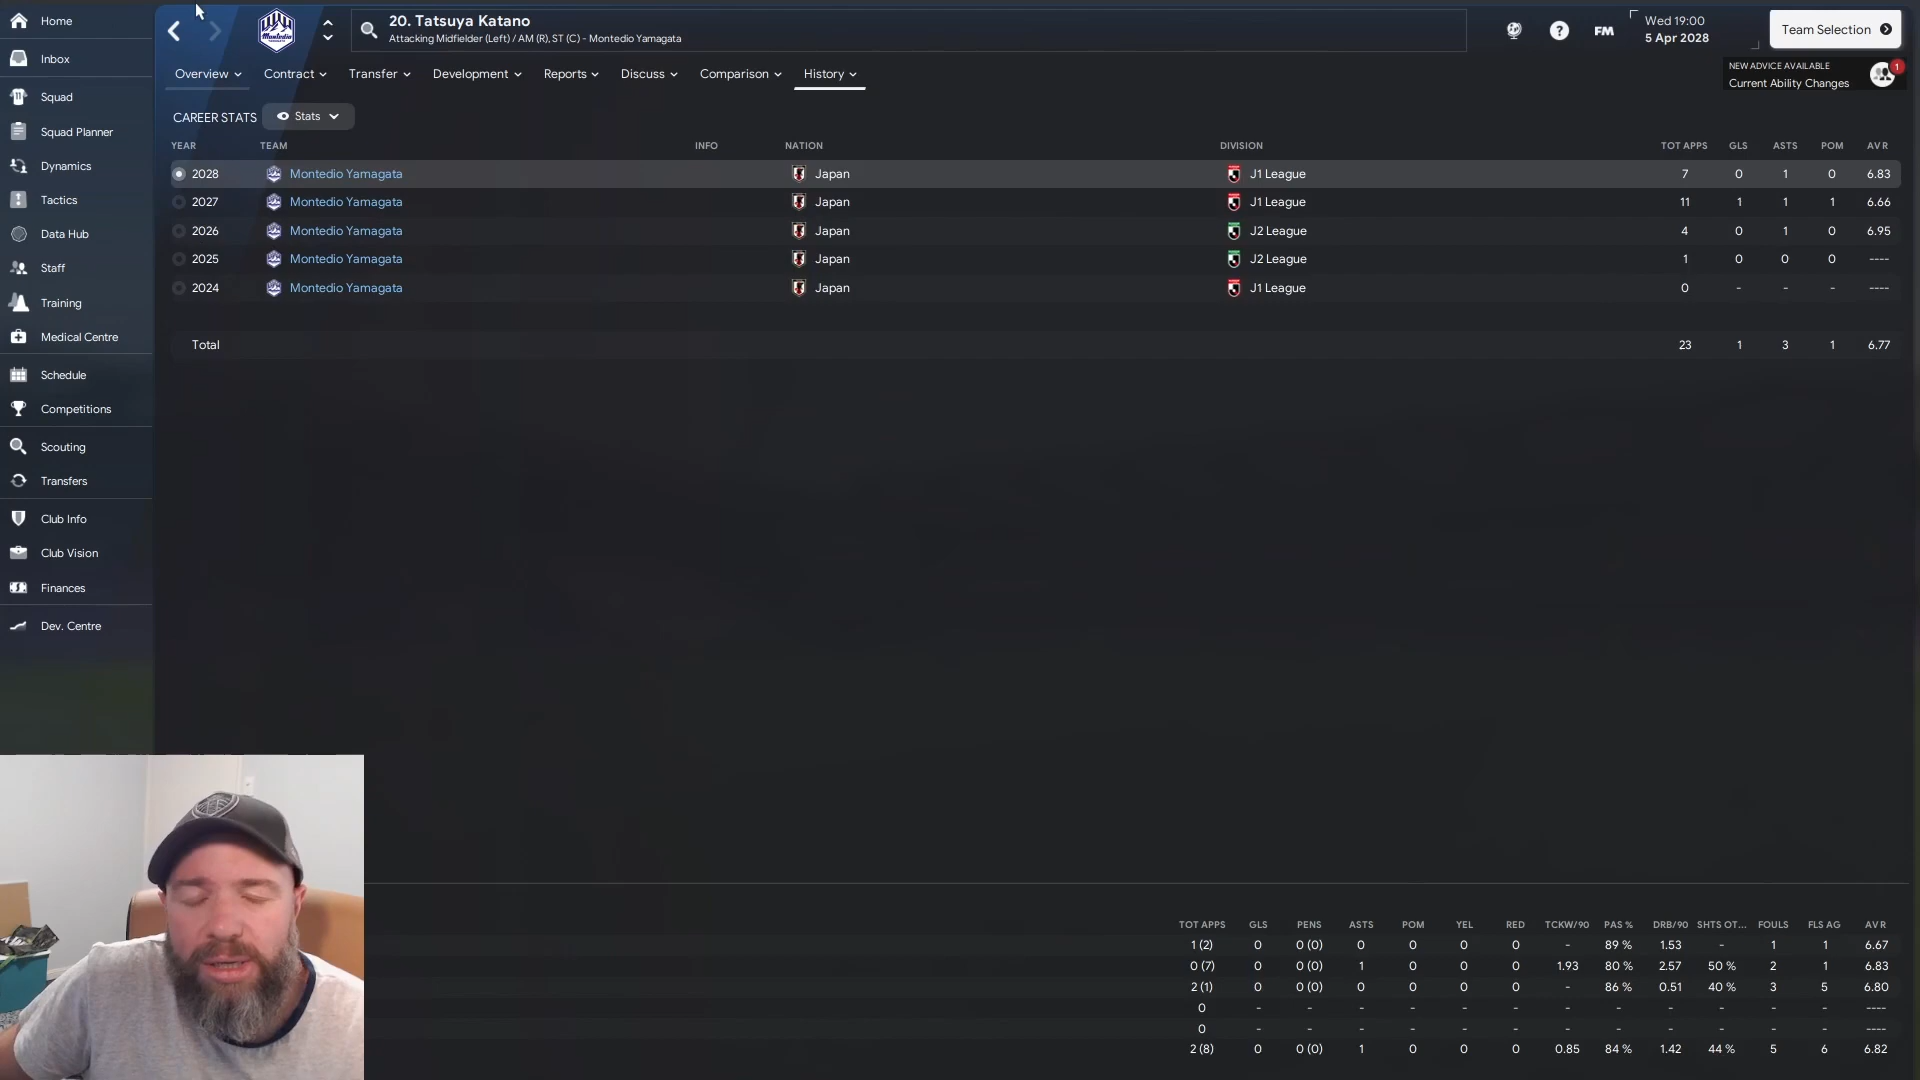 Home
Inbox
Squad
Squad Planner
Dynamics
Tactics
Data Hub
Staff
Training
Medical Centre
Schedule
Competitions
Scouting
Transfers
Club Info
Club Vision
Finances
Dev. Centre
20. Tatsuya Katano
Attacking Midfielder (Left) / AM (R), ST (C) - Montedio Yamagata
FM
Wed 19:00
5 Apr 2028
Team Selection
Overview Contract Transfer Development Reports Discuss Comparison History
NEW ADVICE AVAILABLE
Current Ability Changes
1
CAREER STATS Stats
YEAR TEAM INFO NATION DIVISION TOT APPS GLS ASTS POM AV R
2028 Montedio Yamagata Japan J1 League 7 0 1 0 6.83
2027 Montedio Yamagata Japan J1 League 11 1 1 1 6.66
2026 Montedio Yamagata Japan J2 League 4 0 1 0 6.95
2025 Montedio Yamagata Japan J2 League 1 0 0 0 ----
2024 Montedio Yamagata Japan J1 League 0 - - - ----
Total 23 1 3 1 6.77
TOT APPS GLS PENS ASTS POM YEL RED TCKW/90 PAS % DRB/90 SHTS OT... FOULS FLS AG AV R
1 (2) 0 0 (0) 0 0 0 0 - 89 % 1.53 - 1 1 6.67
0 (7) 0 0 (0) 1 0 0 0 1.93 80 % 2.57 50 % 2 1 6.83
2 (1) 0 0 (0) 0 0 0 0 - 86 % 0.51 40 % 3 5 6.80
0 - - - - - - - - - - - - ----
0 - - - - - - - - - - - - ----
2 (8) 0 0 (0) 1 0 0 0 0.85 84 % 1.42 44 % 5 6 6.82